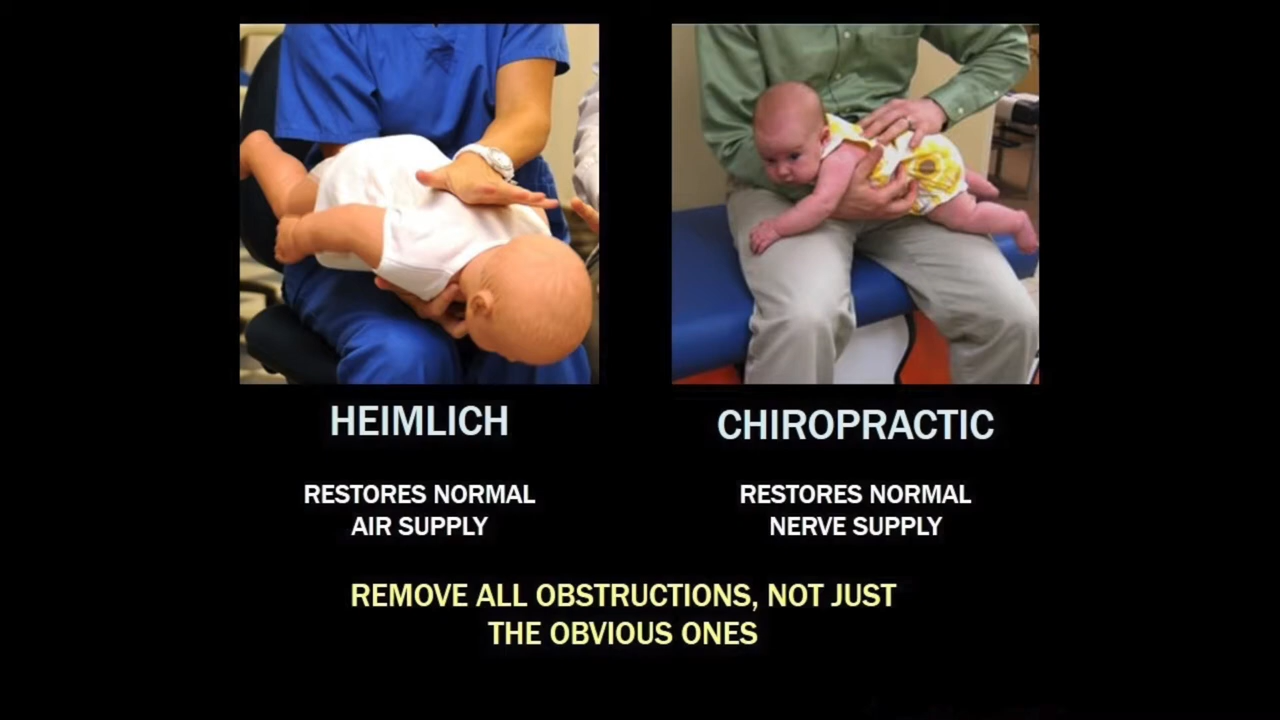 HEIMLICH
RESTORES NORMAL
AIR SUPPLY
CHIROPRACTIC
RESTORES NORMAL
NERVE SUPPLY
REMOVE ALL OBSTRUCTIONS, NOT JUST
THE OBVIOUS ONES